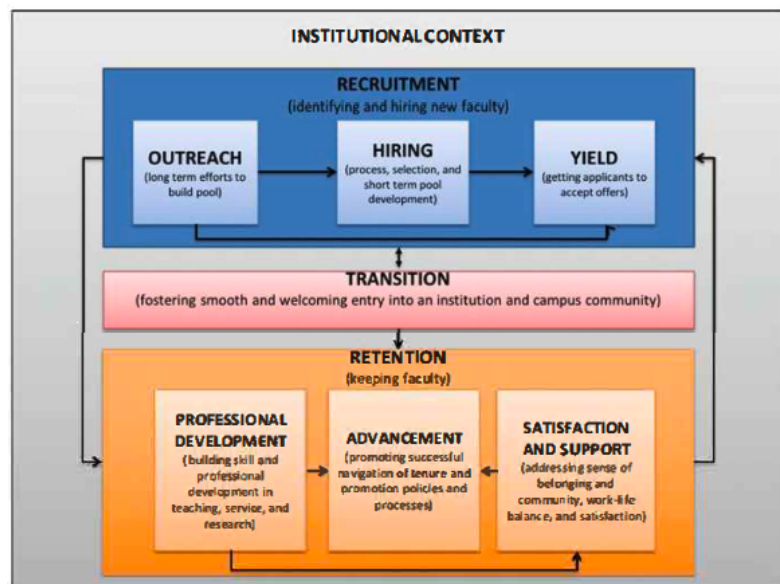 INSTITUTIONAL CONTEXT
RECRUITMENT
(identifying and hiring new faculty)
OUTREACH
(long term efforts to
build pool)
HIRING
(process, selection, and
short term pool
development)
YIELD
(getting applicants to
accept offers)
TRANSITION
(fostering smooth and welcoming entry into an institution and campus community)
RETENTION
(keeping faculty)
PROFESSIONAL
DEVELOPMENT
(building skill and
professional
development in
teaching, service, and
research)
ADVANCEMENT
(promoting successful
navigation of tenure and
promotion policies and
processes)
SATISFACTION
AND SUPPORT
(addressing sense of
belonging and
community, work-life
balance, and satisfaction)